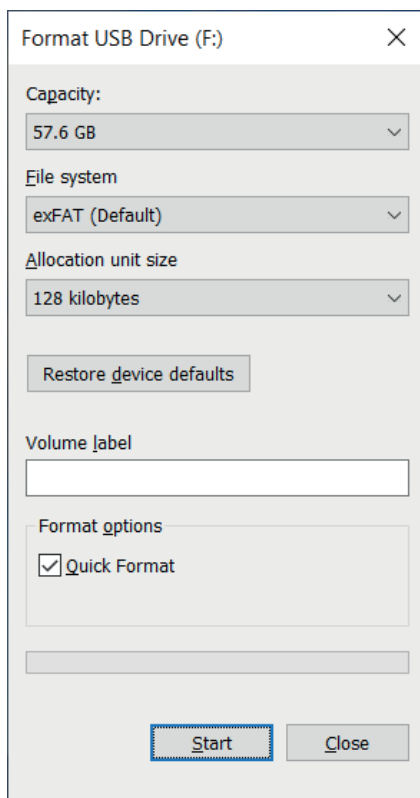 Format USB Drive (F:)
Capacity:
57.6 GB
File system
exFAT (Default)
Allocation unit size
128 kilobytes
Restore device defaults
Volume label
Format options
Quick Format
Start
Close